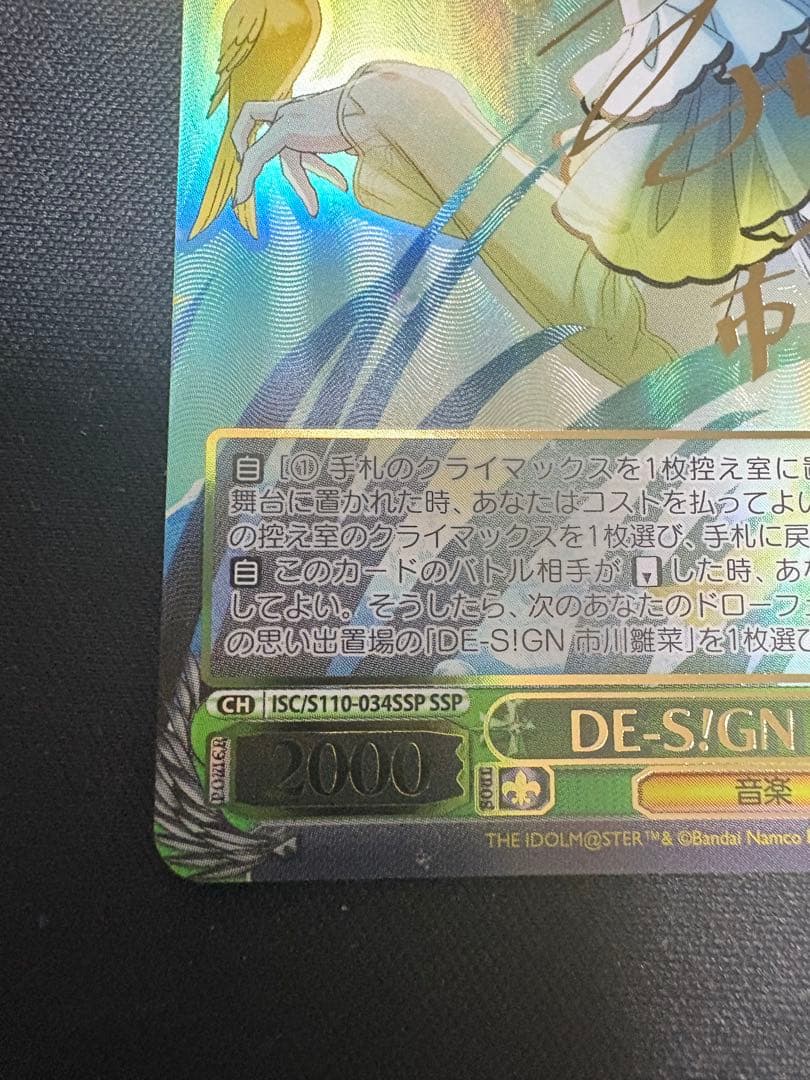 市
自 [① 手札のクライマックスを1枚控え室に
舞台に置かれた時、あなたはコストを払ってよい
の控え室のクライマックスを1枚選び、手札に戻
自 このカードのバトル相手が した時、あ
してよい。そうしたら、次のあなたのドローフェ
の思い出置場の「DE-S!GN 市川雛菜」を1枚選び
CH ISC/S110-034SSP SSP
DE-S!GN
POWER 2000
SOUL
音楽
THE IDOLM@STER™& ©Bandai Namco